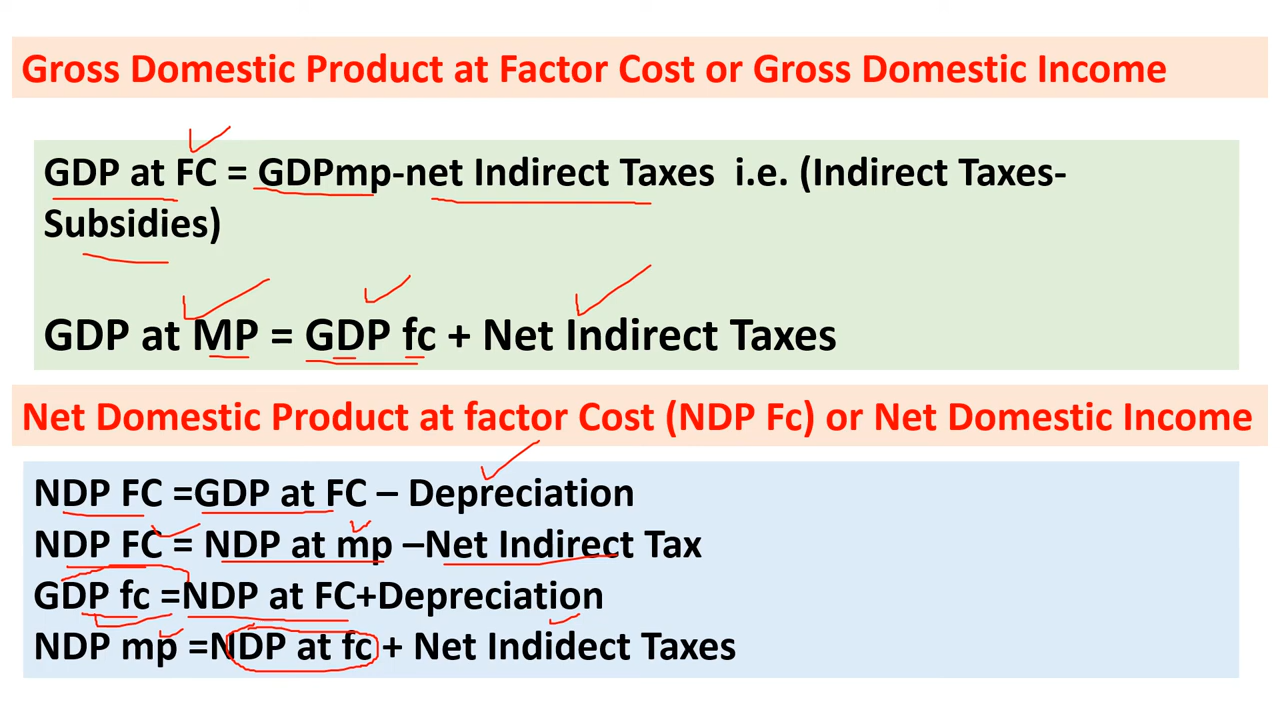 Gross Domestic Product at Factor Cost or Gross Domestic Income
GDP at FC = GDPmp-net Indirect Taxes i.e. (Indirect Taxes-
Subsidies)
GDP at MP = GDP fc + Net Indirect Taxes
Net Domestic Product at factor Cost (NDP Fc) or Net Domestic Income
NDP FC =GDP at FC – Depreciation
NDP FC = NDP at mp –Net Indirect Tax
GDP fc =NDP at FC+Depreciation
NDP mp =NDP at fc + Net Indidect Taxes